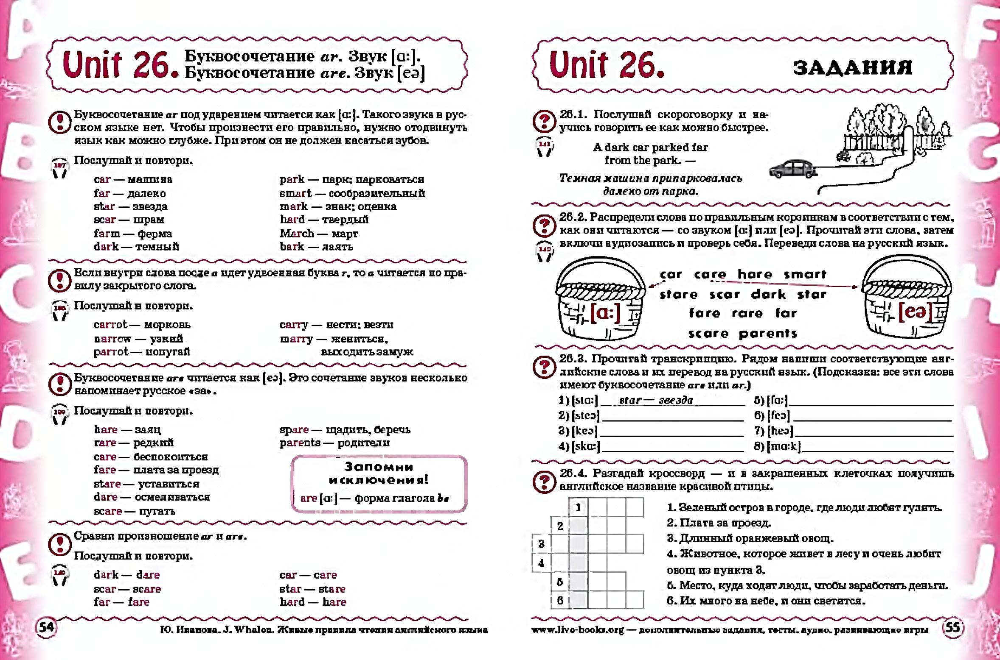 Unit 26.
Буквосочетание ar. Звук [ɑ:].
Буквосочетание are. Звук [eə]
Буквосочетание ar под ударением читается как [ɑ:]. Такого звука в рус-
ском языке нет. Чтобы произнести его правильно, нужно отодвинуть
язык как можно глубже. При этом он не должен касаться зубов.
137 Послушай и повтори.
car — машина
far — далеко
star — звезда
scar — шрам
farm — ферма
dark — темный
park — парк; парковаться
smart — сообразительный
mark — знак; оценка
hard — твердый
March — март
bark — лаять
Если внутри слова после a идет удвоенная буква r, то a читается по пра-
вилу закрытого слога.
138 Послушай и повтори.
carrot — морковь
narrow — узкий
parrot — попугай
carry — нести; везти
marry — жениться,
выходить замуж
Буквосочетание are читается как [eə]. Это сочетание звуков несколько
напоминает русское «эа».
139 Послушай и повтори.
hare — заяц
rare — редкий
care — беспокоиться
fare — плата за проезд
stare — уставиться
dare — осмеливаться
scare — пугать
spare — щадить, беречь
parents — родители
Запомни
исключения!
are [ɑ:] — форма глагола be
Сравни произношение ar и are.
Послушай и повтори.
140
dark — dare
scar — scare
far — fare
car — care
star — stare
hard — hare
54
Ю. Иванова, J. Whalen. Живые правила чтения английского языка
Unit 26. ЗАДАНИЯ
26.1. Послушай скороговорку и на-
учись говорить ее как можно быстрее.
141
A dark car parked far
from the park. —
Темная машина припарковалась
далеко от парка.
26.2. Распредели слова по правильным корзинкам в соответствии с тем,
как они читаются — со звуком [ɑ:] или [eə]. Прочитай эти слова, затем
включи аудиозапись и проверь себя. Переведи слова на русский язык.
car care hare smart
stare scar dark star
fare rare far
scare parents
[ɑ:]
[eə]
26.3. Прочитай транскрипцию. Рядом напиши соответствующие анг-
лийские слова и их перевод на русский язык. (Подсказка: все эти слова
имеют буквосочетание are или ar.)
1) [stɑ:] star — звезда
2) [steə]
3) [keə]
4) [skɑ:]
5) [fɑ:]
6) [feə]
7) [heə]
8) [mɑ:k]
26.4. Разгадай кроссворд — и в закрашенных клеточках получишь
английское название красивой птицы.
1
2
3
4
5
6
1. Зеленый остров в городе, где люди любят гулять.
2. Плата за проезд.
3. Длинный оранжевый овощ.
4. Животное, которое живет в лесу и очень любит
овощ из пункта 3.
5. Место, куда ходят люди, чтобы заработать деньги.
6. Их много на небе, и они светятся.
www.live-books.org — дополнительные задания, тесты, аудио, развивающие игры
55